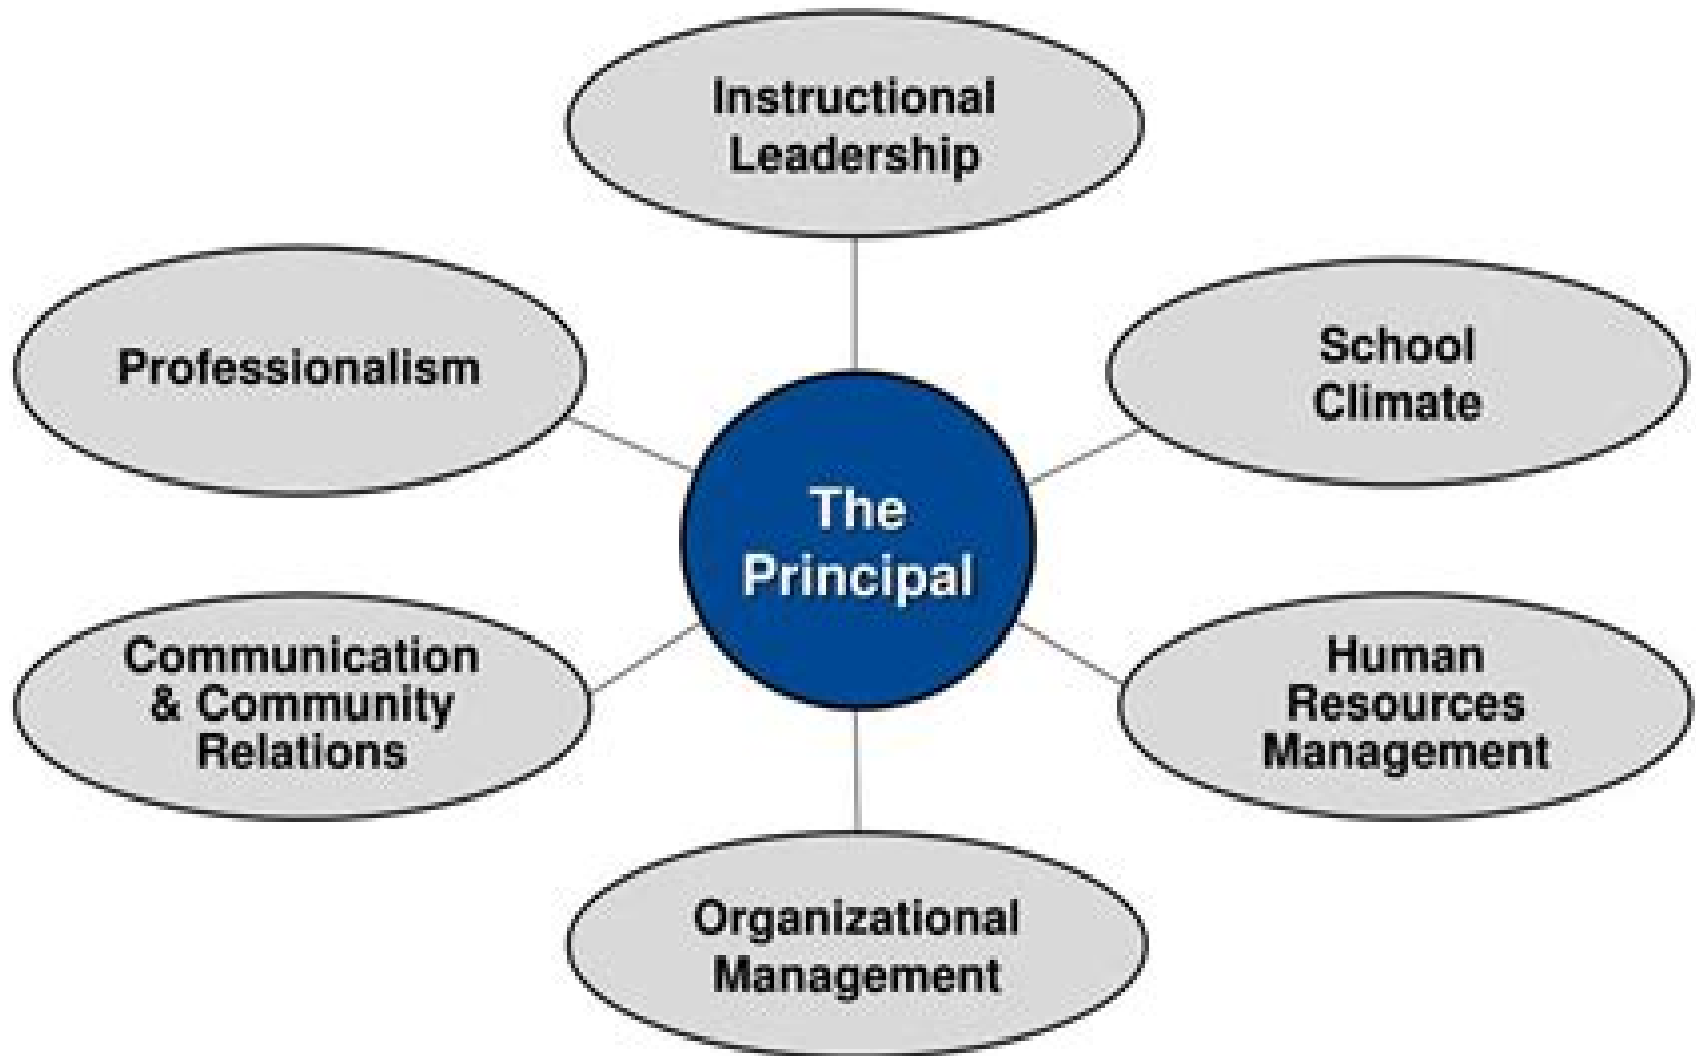 Instructional
Leadership
Professionalism
School
Climate
The
Principal
Communication
& Community
Relations
Human
Resources
Management
Organizational
Management